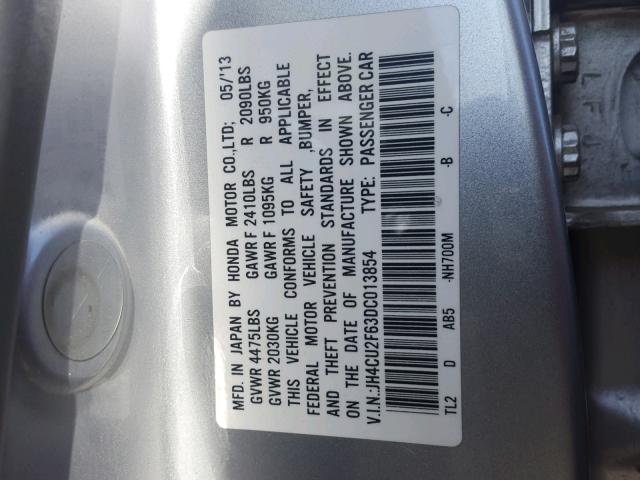 MFD. IN JAPAN BY HONDA MOTOR CO.,LTD; 05/'13
GVWR 4475LBS GAWR F 2410LBS R 2090LBS
GVWR 2030KG GAWR F 1095KG R 950KG
THIS VEHICLE CONFORMS TO ALL APPLICABLE
FEDERAL MOTOR VEHICLE SAFETY ,BUMPER,
AND THEFT PREVENTION STANDARDS IN EFFECT
ON THE DATE OF MANUFACTURE SHOWN ABOVE.
V.I.N.:JH4CU2F63DC013854 TYPE: PASSENGER CAR
TL2 D AB5 -NH700M -B -C